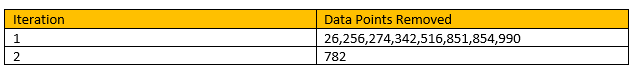 Iteration Data Points Removed
1 26,256,274,342,516,851,854,990
2 782